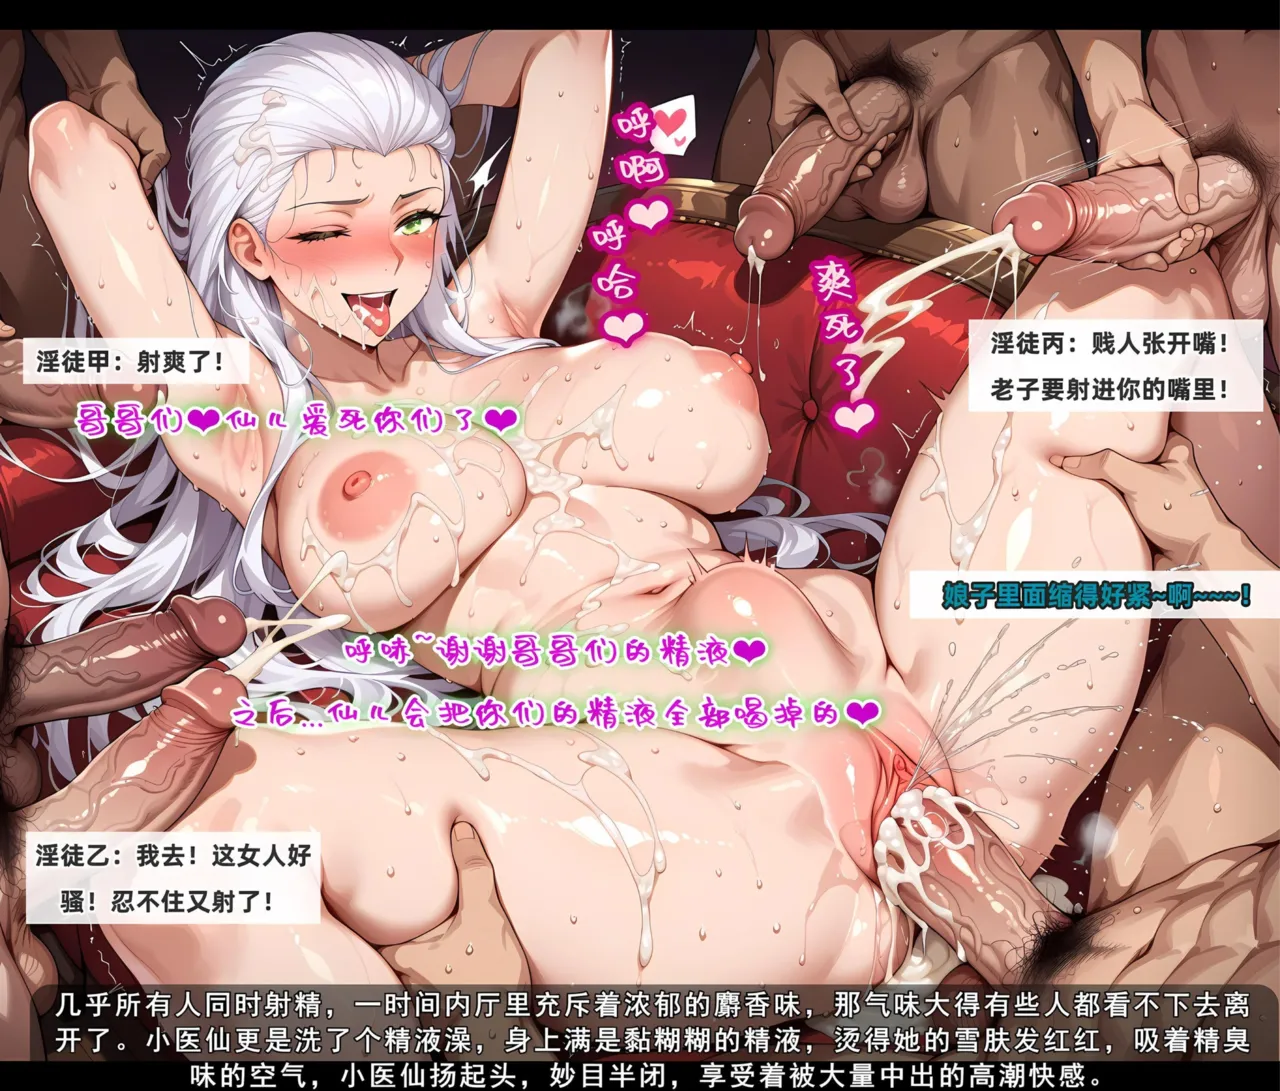 呼啊♥呼哈♥
爽死了♥
淫徒甲：射爽了！
淫徒丙：贱人张开嘴！
老子要射进你的嘴里！
哥哥们♥仙儿爱死你们了♥
娘子里面缩得好紧~啊~~~！
呼哧~谢谢哥哥们的精液♥
之后...仙儿会把你们的精液全部喝掉的♥
淫徒乙：我去！这女人好
骚！忍不住又射了！
几乎所有人同时射精，一时间内厅里充斥着浓郁的麝香味，那气味大得有些人都看不下去离
开了。小医仙更是洗了个精液澡，身上满是黏糊糊的精液，烫得她的雪肤发红红，吸着精臭
味的空气，小医仙扬起头，妙目半闭，享受着被大量中出的高潮快感。